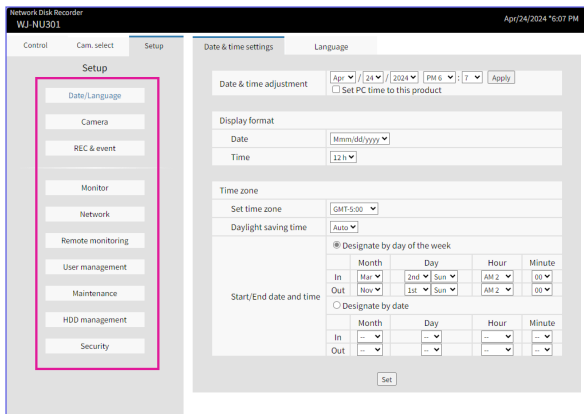 Network Disk Recorder
WJ-NU301
Apr/24/2024 *6:07 PM
Control Cam. select Setup
Setup
Date/Language
Camera
REC & event
Monitor
Network
Remote monitoring
User management
Maintenance
HDD management
Security
Date & time settings Language
Date & time adjustment Apr / 24 / 2024 PM 6 : 7 Apply
Set PC time to this product
Display format
Date Mmm/dd/yyyy
Time 12 h
Time zone
Set time zone GMT-5:00
Daylight saving time Auto
Start/End date and time
Designate by day of the week
Month Day Hour Minute
In Mar 2nd Sun AM 2 00
Out Nov 1st Sun AM 2 00
Designate by date
Month Day Hour Minute
In -- -- -- --
Out -- -- -- --
Set